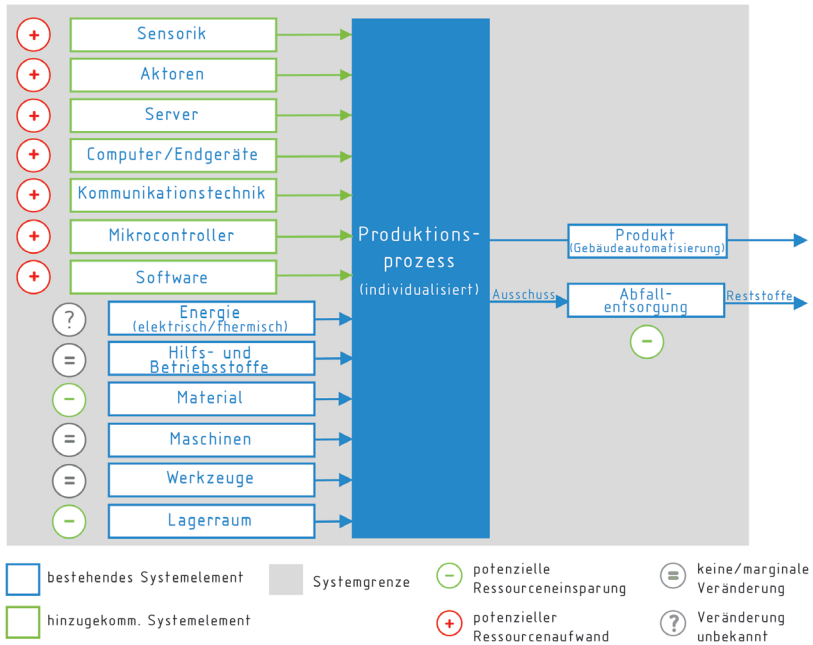 + Sensorik
+ Aktoren
+ Server
+ Computer/Endgeräte
+ Kommunikationstechnik
+ Mikrocontroller
+ Software
? Energie
(elektrisch/thermisch)
= Hilfs- und
Betriebsstoffe
- Material
= Maschinen
= Werkzeuge
- Lagerraum
Produktions-
prozess
(individualisiert)
Produkt
(Gebäudeautomatisierung)
Ausschuss
Abfall-
entsorgung
Reststoffe
-
bestehendes Systemelement
hinzugekomm. Systemelement
Systemgrenze
- potenzielle
Ressourceneinsparung
+ potenzieller
Ressourcenaufwand
= keine/marginale
Veränderung
? Veränderung
unbekannt